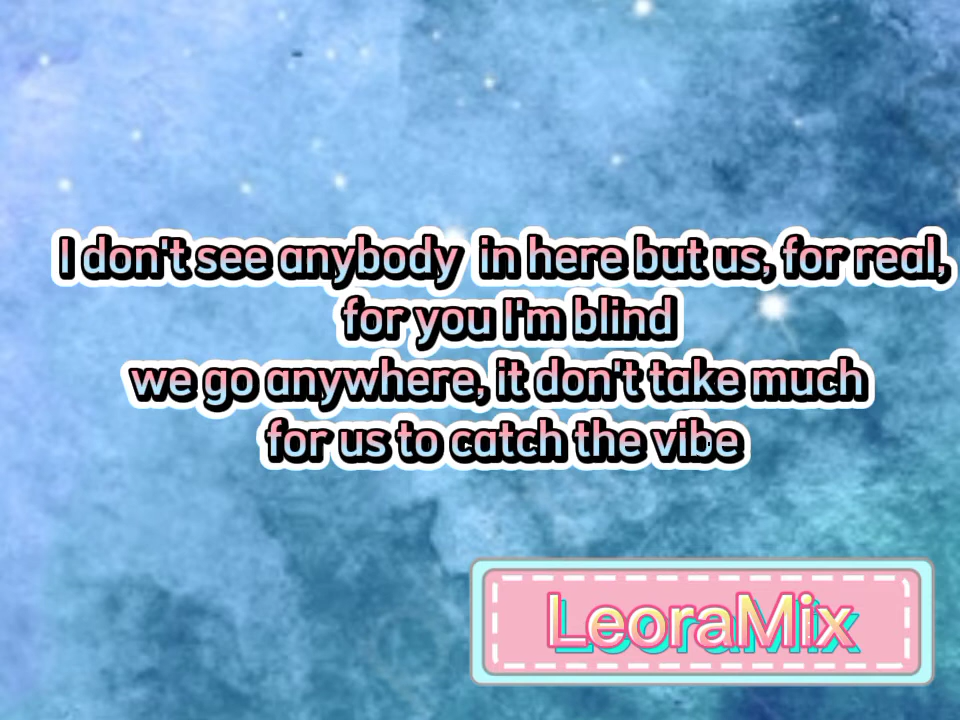 I don't see anybody in here but us, for real,
for you I'm blind
we go anywhere, it don't take much
for us to catch the vibe
LeoraMix